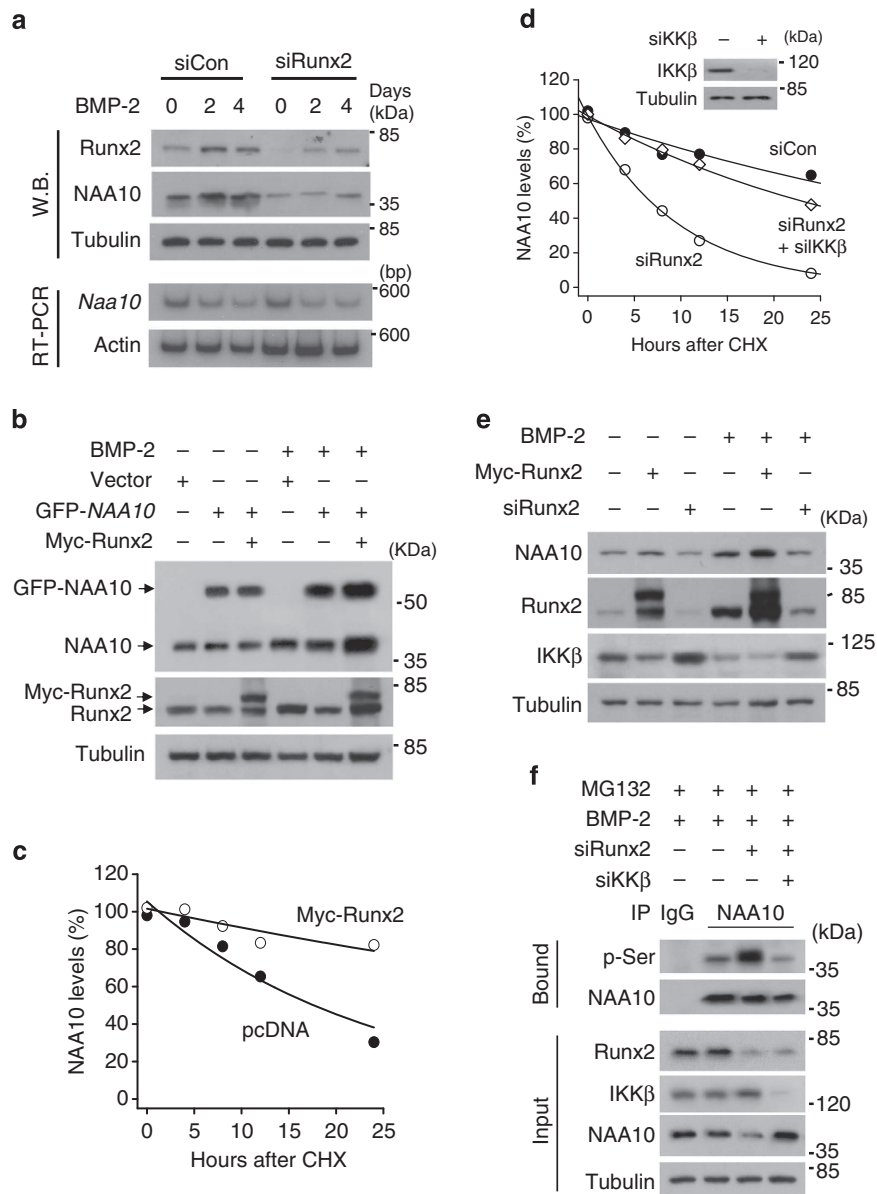 a
siCon siRunx2
BMP-2 0 2 4 0 2 4 Days
(kDa)
W.B.
Runx2 -85
NAA10 -35
Tubulin -85
(bp)
RT-PCR
Naa10 -600
Actin -600
b
BMP-2 – – – + + +
Vector + – – + – –
GFP-NAA10 – + + – + +
Myc-Runx2 – – + – – +
(KDa)
GFP-NAA10 -50
NAA10 -35
Myc-Runx2 -85
Runx2
Tubulin -85
c
NAA10 levels (%)
120
100
80
60
40
20
0
Myc-Runx2
pcDNA
0 5 10 15 20 25
Hours after CHX
d
siKKβ – + (kDa)
IKKβ -120
Tubulin -85
NAA10 levels (%)
120
100
80
60
40
20
0
siCon
siRunx2
+ siIKKβ
siRunx2
0 5 10 15 20 25
Hours after CHX
e
BMP-2 – – – + + +
Myc-Runx2 – + – – + –
siRunx2 – – + – – +
(KDa)
NAA10 -35
Runx2 -85
IKKβ -125
Tubulin -85
f
MG132 + + + +
BMP-2 + + + +
siRunx2 – – + +
siKKβ – – – +
IP IgG NAA10
(kDa)
Bound
p-Ser -35
NAA10 -35
Input
Runx2 -85
IKKβ -120
NAA10 -35
Tubulin -85